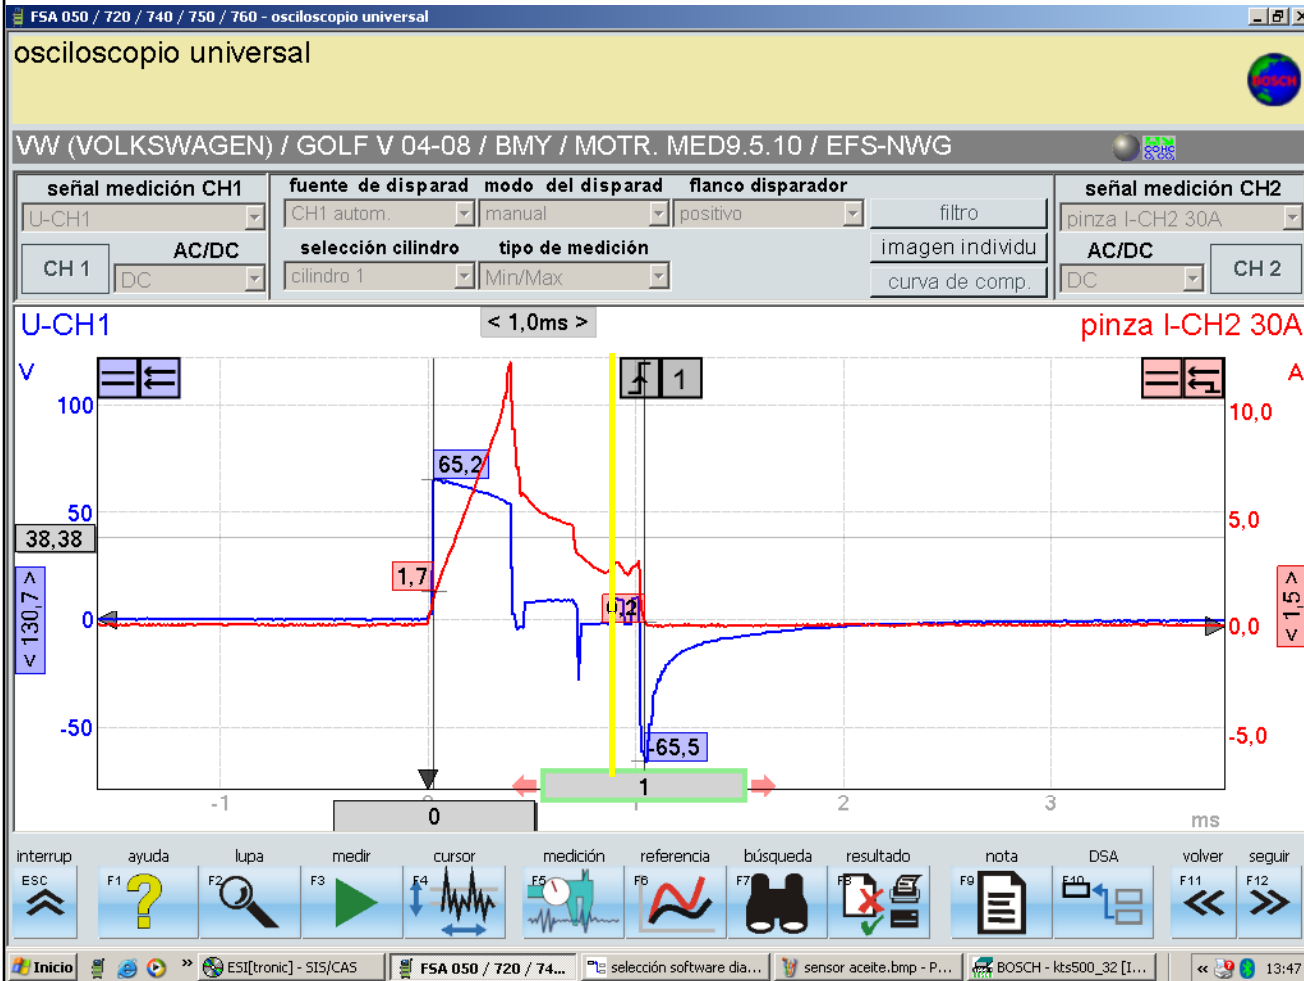 FSA 050 / 720 / 740 / 750 / 760 - osciloscopio universal
osciloscopio universal
BOSCH
VW (VOLKSWAGEN) / GOLF V 04-08 / BMY / MOTR. MED9.5.10 / EFS-NWG
señal medición CH1
fuente de disparad
modo del disparad
flanco disparador
señal medición CH2
U-CH1
CH1 autom.
manual
positivo
filtro
pinza I-CH2 30A
AC/DC
selección cilindro
tipo de medición
imagen individu
AC/DC
CH 1
DC
cilindro 1
Min/Max
curva de comp.
DC
CH 2
U-CH1
< 1,0ms >
pinza I-CH2 30A
V
1
A
100
10,0
65,2
50
5,0
38,38
1,7
< 130,7 >
0,2
< 1,5 >
0
0,0
-50
-65,5
-5,0
1
-1
0
1
2
3
0
ms
interrup
ayuda
lupa
medir
cursor
medición
referencia
búsqueda
resultado
nota
DSA
volver
seguir
ESC
F1
F2
F3
F4
F5
F6
F7
F8
F9
F10
F11
F12
Inicio
»
ESI[tronic] - SIS/CAS
FSA 050 / 720 / 74...
selección software dia...
sensor aceite.bmp - P...
BOSCH - kts500_32 [I...
«
13:47